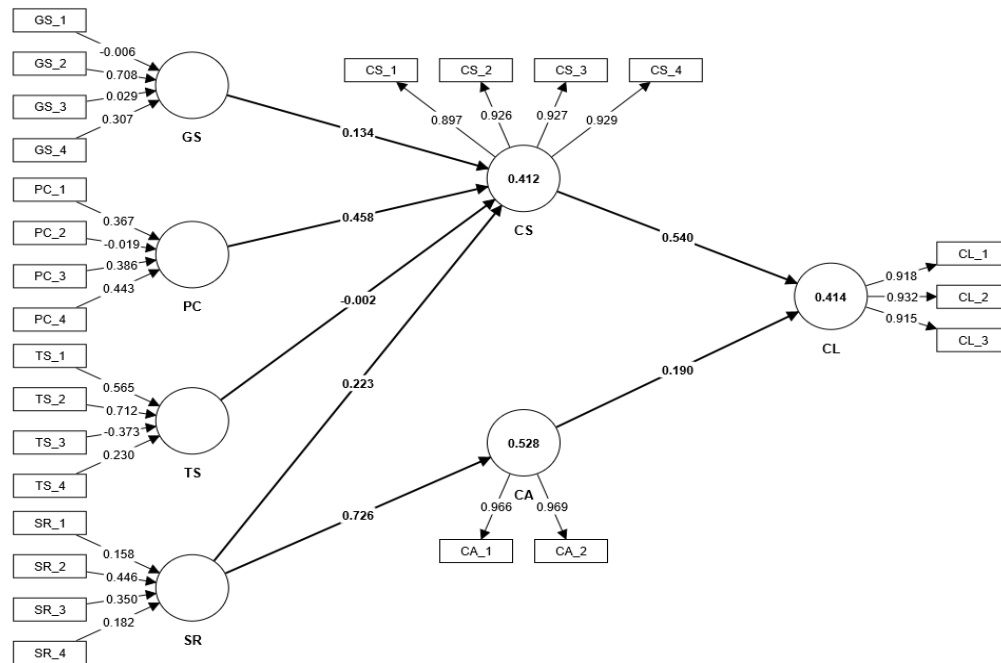 GS_1
-0.006
GS_2
0.708
GS_3
0.029
GS_4
0.307
GS
PC_1
0.367
PC_2
-0.019
PC_3
0.386
PC_4
0.443
PC
TS_1
0.565
TS_2
0.712
TS_3
-0.373
TS_4
0.230
TS
SR_1
0.158
SR_2
0.446
SR_3
0.350
SR_4
0.182
SR
0.134
0.458
-0.002
0.223
0.726
CS_1
CS_2
CS_3
CS_4
0.897
0.926
0.927
0.929
0.412
CS
0.540
0.190
0.528
CA
0.966
0.969
CA_1
CA_2
0.414
CL
0.918
CL_1
0.932
CL_2
0.915
CL_3